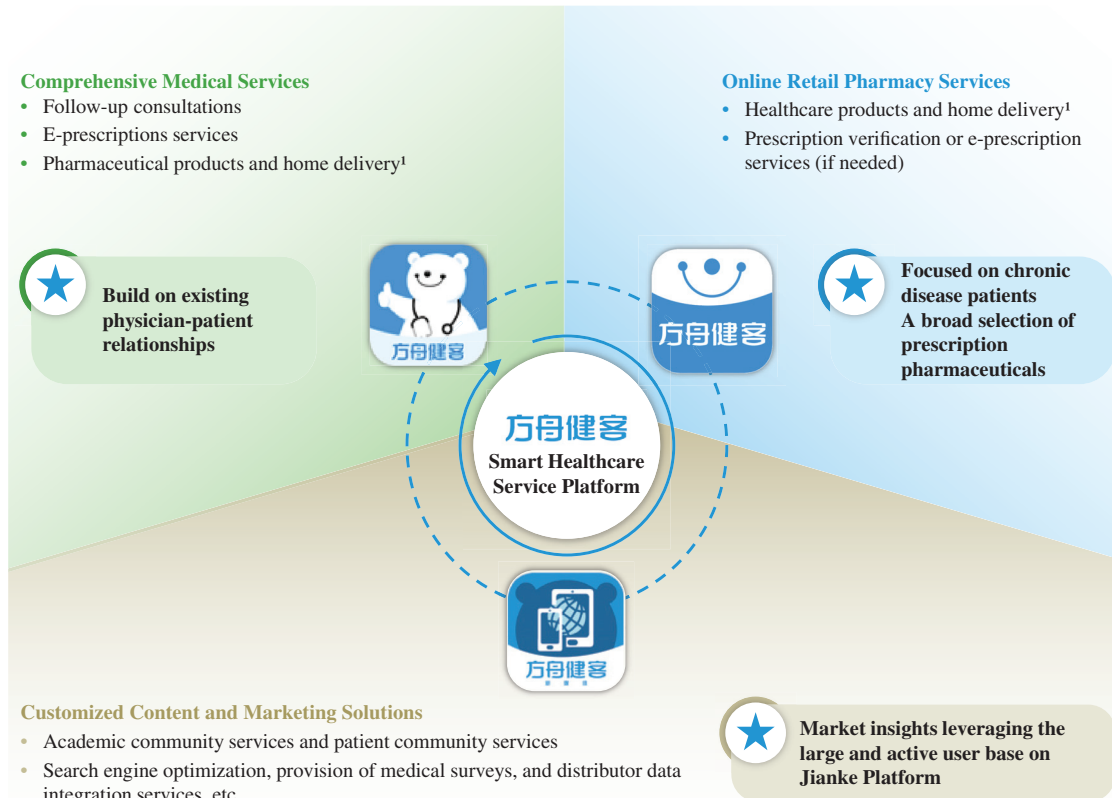 Comprehensive Medical Services
• Follow-up consultations
• E-prescriptions services
• Pharmaceutical products and home delivery¹
Online Retail Pharmacy Services
• Healthcare products and home delivery¹
• Prescription verification or e-prescription
services (if needed)
Build on existing
physician-patient
relationships
方舟健客
方舟健客
Focused on chronic
disease patients
A broad selection of
prescription
pharmaceuticals
方舟健客
Smart Healthcare
Service Platform
方舟健客
Customized Content and Marketing Solutions
• Academic community services and patient community services
• Search engine optimization, provision of medical surveys, and distributor data
integration services, etc
Market insights leveraging the
large and active user base on
Jianke Platform